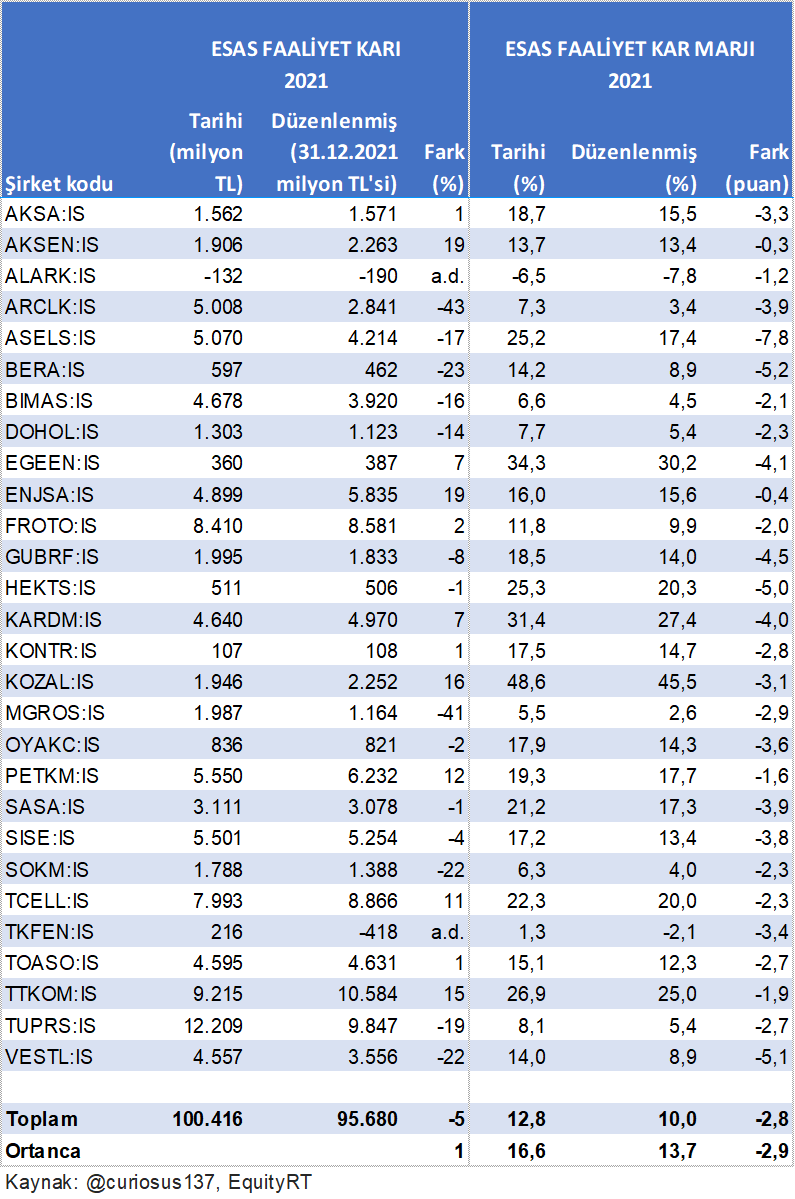 ESAS FAALİYET KARI ESAS FAALİYET KAR MARJI
2021 2021
Tarihi Düzenlenmiş
(milyon (31.12.2021 Fark Tarihi Düzenlenmiş Fark
Şirket kodu TL) milyon TL'si) (%) (%) (%) (puan)
AKSA:IS 1.562 1.571 1 18,7 15,5 -3,3
AKSEN:IS 1.906 2.263 19 13,7 13,4 -0,3
ALARK:IS -132 -190 a.d. -6,5 -7,8 -1,2
ARCLK:IS 5.008 2.841 -43 7,3 3,4 -3,9
ASELS:IS 5.070 4.214 -17 25,2 17,4 -7,8
BERA:IS 597 462 -23 14,2 8,9 -5,2
BIMAS:IS 4.678 3.920 -16 6,6 4,5 -2,1
DOHOL:IS 1.303 1.123 -14 7,7 5,4 -2,3
EGEEN:IS 360 387 7 34,3 30,2 -4,1
ENJSA:IS 4.899 5.835 19 16,0 15,6 -0,4
FROTO:IS 8.410 8.581 2 11,8 9,9 -2,0
GUBRF:IS 1.995 1.833 -8 18,5 14,0 -4,5
HEKTS:IS 511 506 -1 25,3 20,3 -5,0
KARDM:IS 4.640 4.970 7 31,4 27,4 -4,0
KONTR:IS 107 108 1 17,5 14,7 -2,8
KOZAL:IS 1.946 2.252 16 48,6 45,5 -3,1
MGROS:IS 1.987 1.164 -41 5,5 2,6 -2,9
OYAKC:IS 836 821 -2 17,9 14,3 -3,6
PETKM:IS 5.550 6.232 12 19,3 17,7 -1,6
SASA:IS 3.111 3.078 -1 21,2 17,3 -3,9
SISE:IS 5.501 5.254 -4 17,2 13,4 -3,8
SOKM:IS 1.788 1.388 -22 6,3 4,0 -2,3
TCELL:IS 7.993 8.866 11 22,3 20,0 -2,3
TKFEN:IS 216 -418 a.d. 1,3 -2,1 -3,4
TOASO:IS 4.595 4.631 1 15,1 12,3 -2,7
TTKOM:IS 9.215 10.584 15 26,9 25,0 -1,9
TUPRS:IS 12.209 9.847 -19 8,1 5,4 -2,7
VESTL:IS 4.557 3.556 -22 14,0 8,9 -5,1
Toplam 100.416 95.680 -5 12,8 10,0 -2,8
Ortanca 1 16,6 13,7 -2,9
Kaynak: @curiosus137, EquityRT